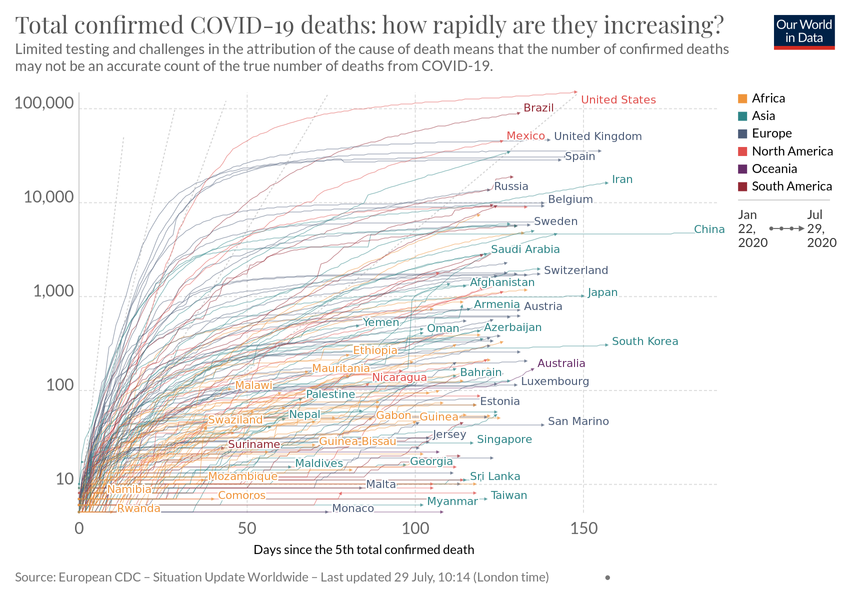 Total confirmed COVID-19 deaths: how rapidly are they increasing?
Our World
in Data
Limited testing and challenges in the attribution of the cause of death means that the number of confirmed deaths
may not be an accurate count of the true number of deaths from COVID-19.
100,000
10,000
1,000
100
10
0
50
100
150
Days since the 5th total confirmed death
United States
Brazil
Mexico
United Kingdom
Spain
Iran
Russia
Belgium
Sweden
China
Saudi Arabia
Switzerland
Afghanistan
Japan
Armenia
Austria
Yemen
Oman
Azerbaijan
South Korea
Ethiopia
Mauritania
Australia
Nicaragua
Bahrain
Malawi
Luxembourg
Palestine
Estonia
Nepal
Gabon
Guinea
Swaziland
San Marino
Jersey
Suriname
Guinea-Bissau
Singapore
Maldives
Georgia
Mozambique
Sri Lanka
Malta
Namibia
Comoros
Taiwan
Myanmar
Rwanda
Monaco
Africa
Asia
Europe
North America
Oceania
South America
Jan
22,
2020
Jul
29,
2020
Source: European CDC – Situation Update Worldwide – Last updated 29 July, 10:14 (London time)